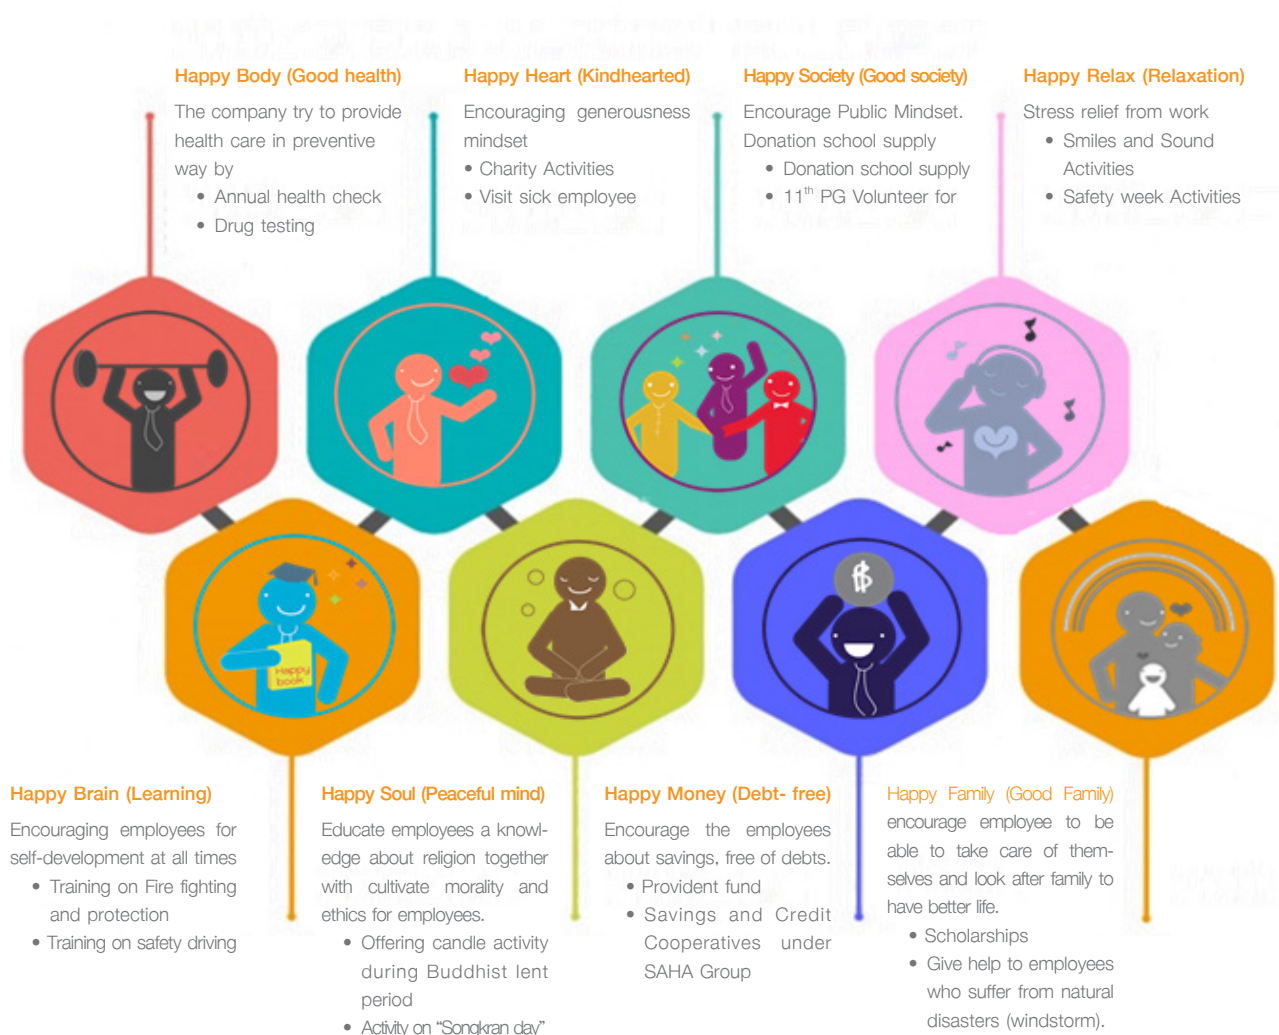 Happy Body (Good health)
The company try to provide
health care in preventive
way by
• Annual health check
• Drug testing
Happy Heart (Kindhearted)
Encouraging generousness
mindset
• Charity Activities
• Visit sick employee
Happy Society (Good society)
Encourage Public Mindset.
Donation school supply
• Donation school supply
• 11th PG Volunteer for
Happy Relax (Relaxation)
Stress relief from work
• Smiles and Sound
Activities
• Safety week Activities
Happy
book
Happy Brain (Learning)
Encouraging employees for
self-development at all times
• Training on Fire fighting
and protection
• Training on safety driving
Happy Soul (Peaceful mind)
Educate employees a knowl-
edge about religion together
with cultivate morality and
ethics for employees.
• Offering candle activity
during Buddhist lent
period
• Activity on “Songkran day”
Happy Money (Debt- free)
Encourage the employees
about savings, free of debts.
• Provident fund
• Savings and Credit
Cooperatives under
SAHA Group
Happy Family (Good Family)
encourage employee to be
able to take care of them-
selves and look after family to
have better life.
• Scholarships
• Give help to employees
who suffer from natural
disasters (windstorm).